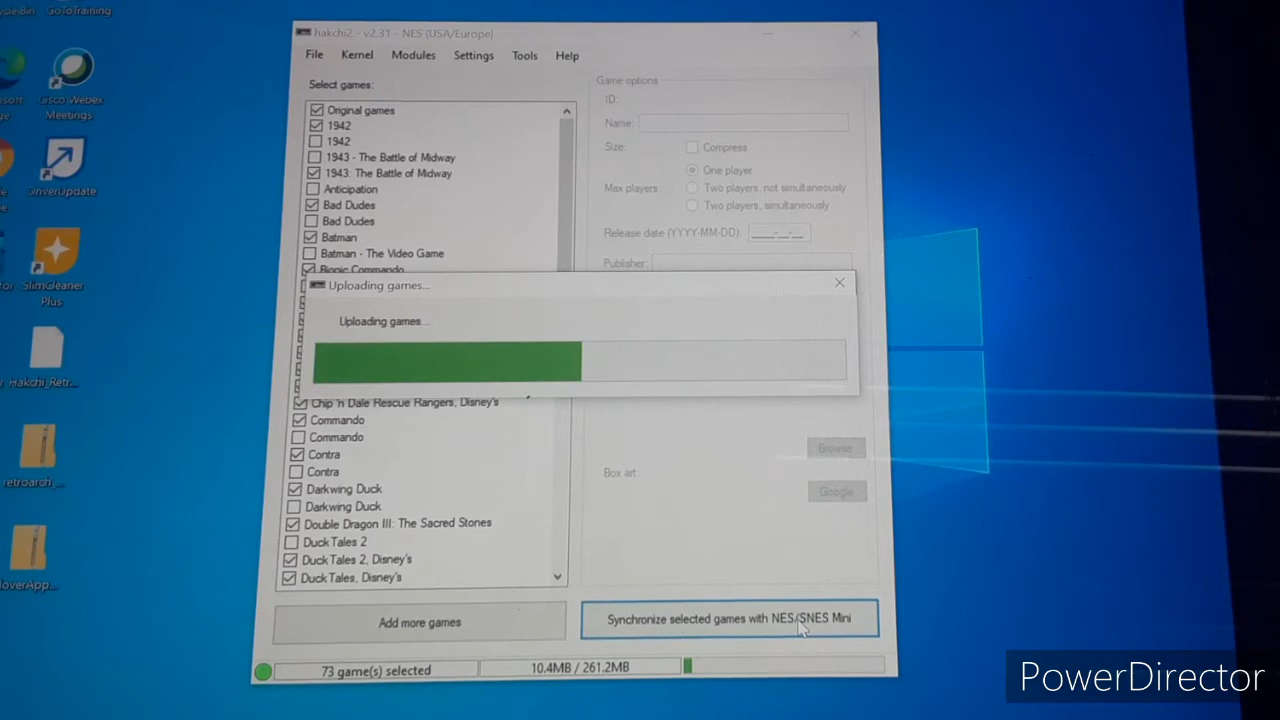 GoToTraining
Cisco Webex
Meetings
DriverUpdate
SlimCleaner
Plus
Hakchi_Retr...
retroarch_...
loverApp...
hakchi2 - v2.31 - NES (USA/Europe)
File Kernel Modules Settings Tools Help
Select games:
Original games
1942
1942
1943 - The Battle of Midway
1943: The Battle of Midway
Anticipation
Bad Dudes
Bad Dudes
Batman
Batman - The Video Game
Bionic Commando
Game options
ID:
Name:
Size: Compress
Max players: One player
Two players, not simultaneously
Two players, simultaneously
Release date (YYYY-MM-DD)
Publisher:
Uploading games...
Uploading games...
Chip 'n Dale Rescue Rangers, Disney's
Commando
Commando
Contra
Contra
Darkwing Duck
Darkwing Duck
Double Dragon III: The Sacred Stones
Duck Tales 2
Duck Tales 2, Disney's
Duck Tales, Disney's
Box art:
Browse
Google
Add more games
Synchronize selected games with NES/SNES Mini
73 game(s) selected
10.4MB / 261.2MB
PowerDirector